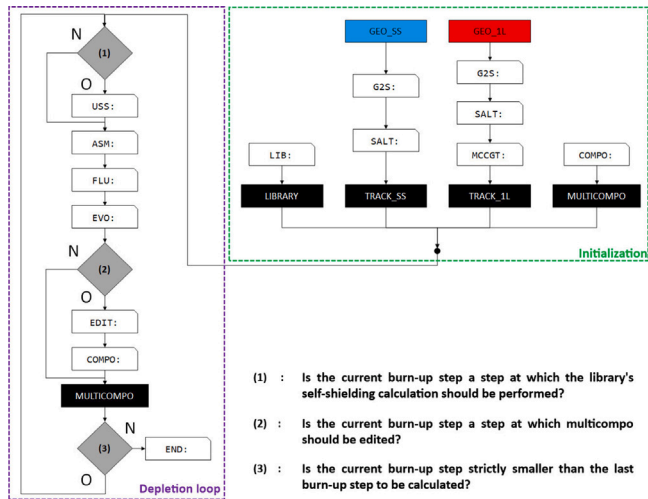 N
(1)
O
USS:
ASM:
FLU:
EVO:
N
(2)
O
EDIT:
COMPO:
MULTICOMPO
(3)
N
END:
O
Depletion loop
GEO_SS
GEO_1L
G2S:
G2S:
SALT:
SALT:
LIB:
MCCGT:
COMPO:
LIBRARY
TRACK_SS
TRACK_1L
MULTICOMPO
Initialization
(1) : Is the current burn-up step a step at which the library's
self-shielding calculation should be performed?
(2) : Is the current burn-up step a step at which multicompo
should be edited?
(3) : Is the current burn-up step strictly smaller than the last
burn-up step to be calculated?